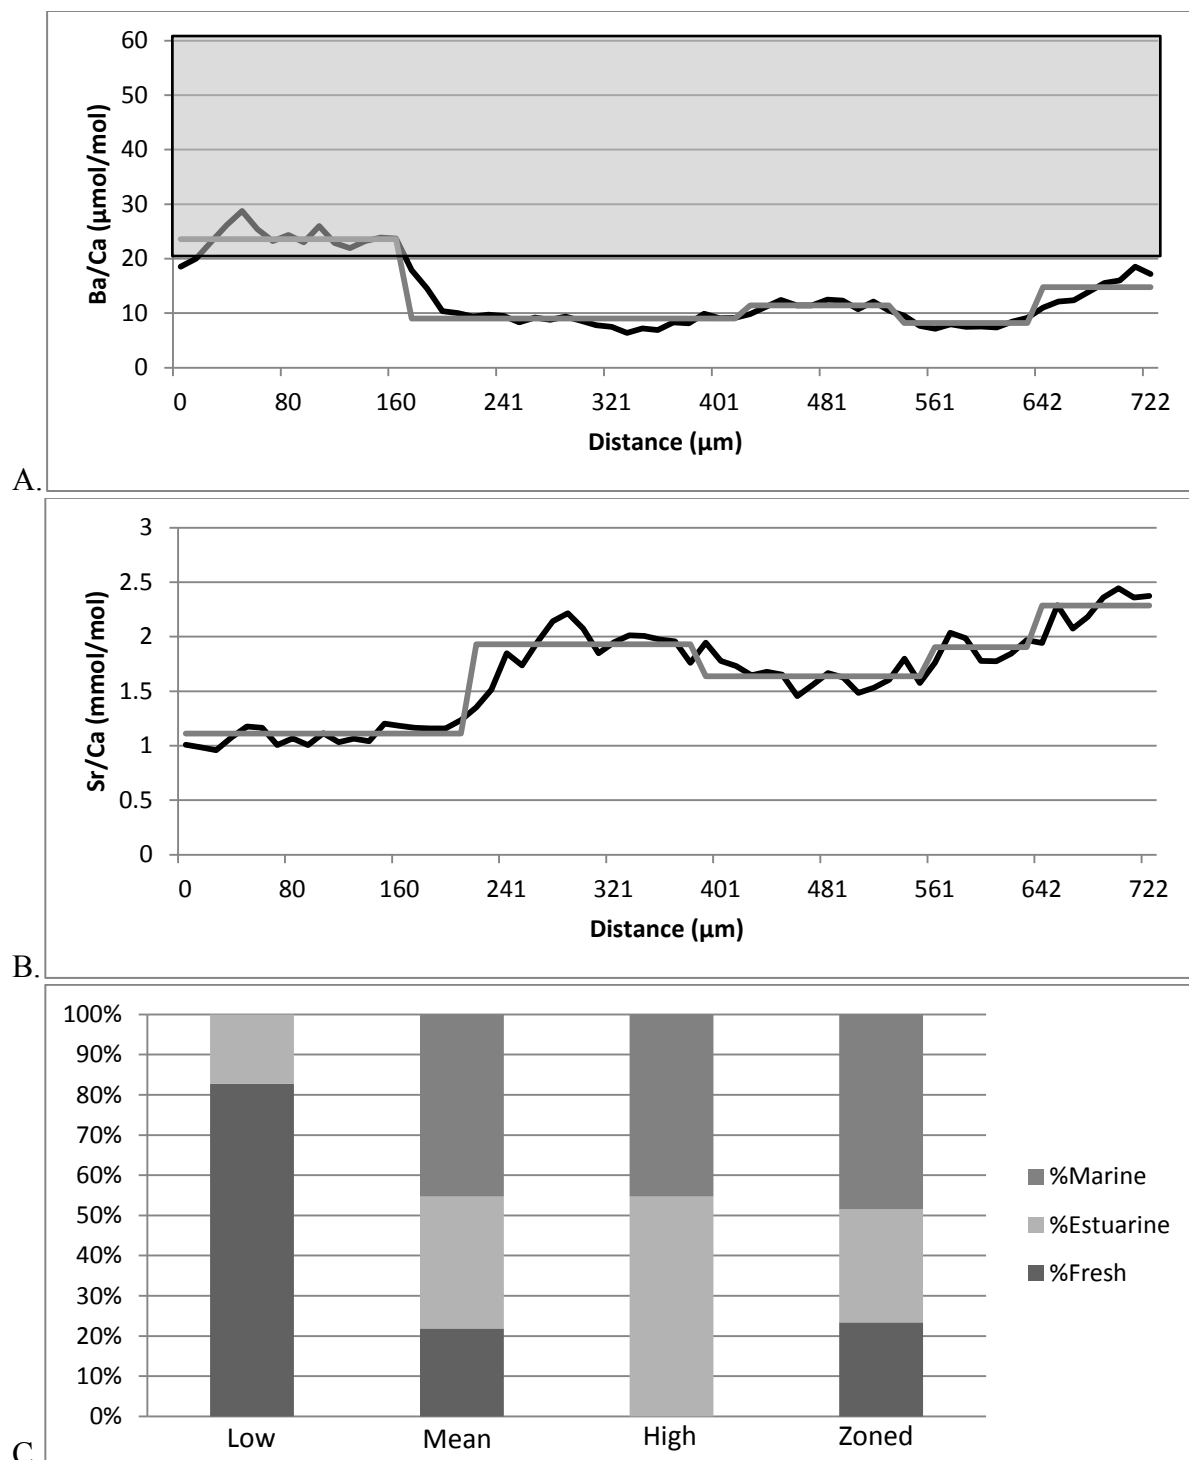 60
50
40
30
20
10
0
Ba/Ca (µmol/mol)
0 80 160 241 321 401 481 561 642 722
Distance (µm)
A.
3
2.5
2
1.5
1
0.5
0
Sr/Ca (mmol/mol)
0 80 160 241 321 401 481 561 642 722
Distance (µm)
B.
100%
90%
80%
70%
60%
50%
40%
30%
20%
10%
0%
%Marine
%Estuarine
%Fresh
Low Mean High Zoned
C